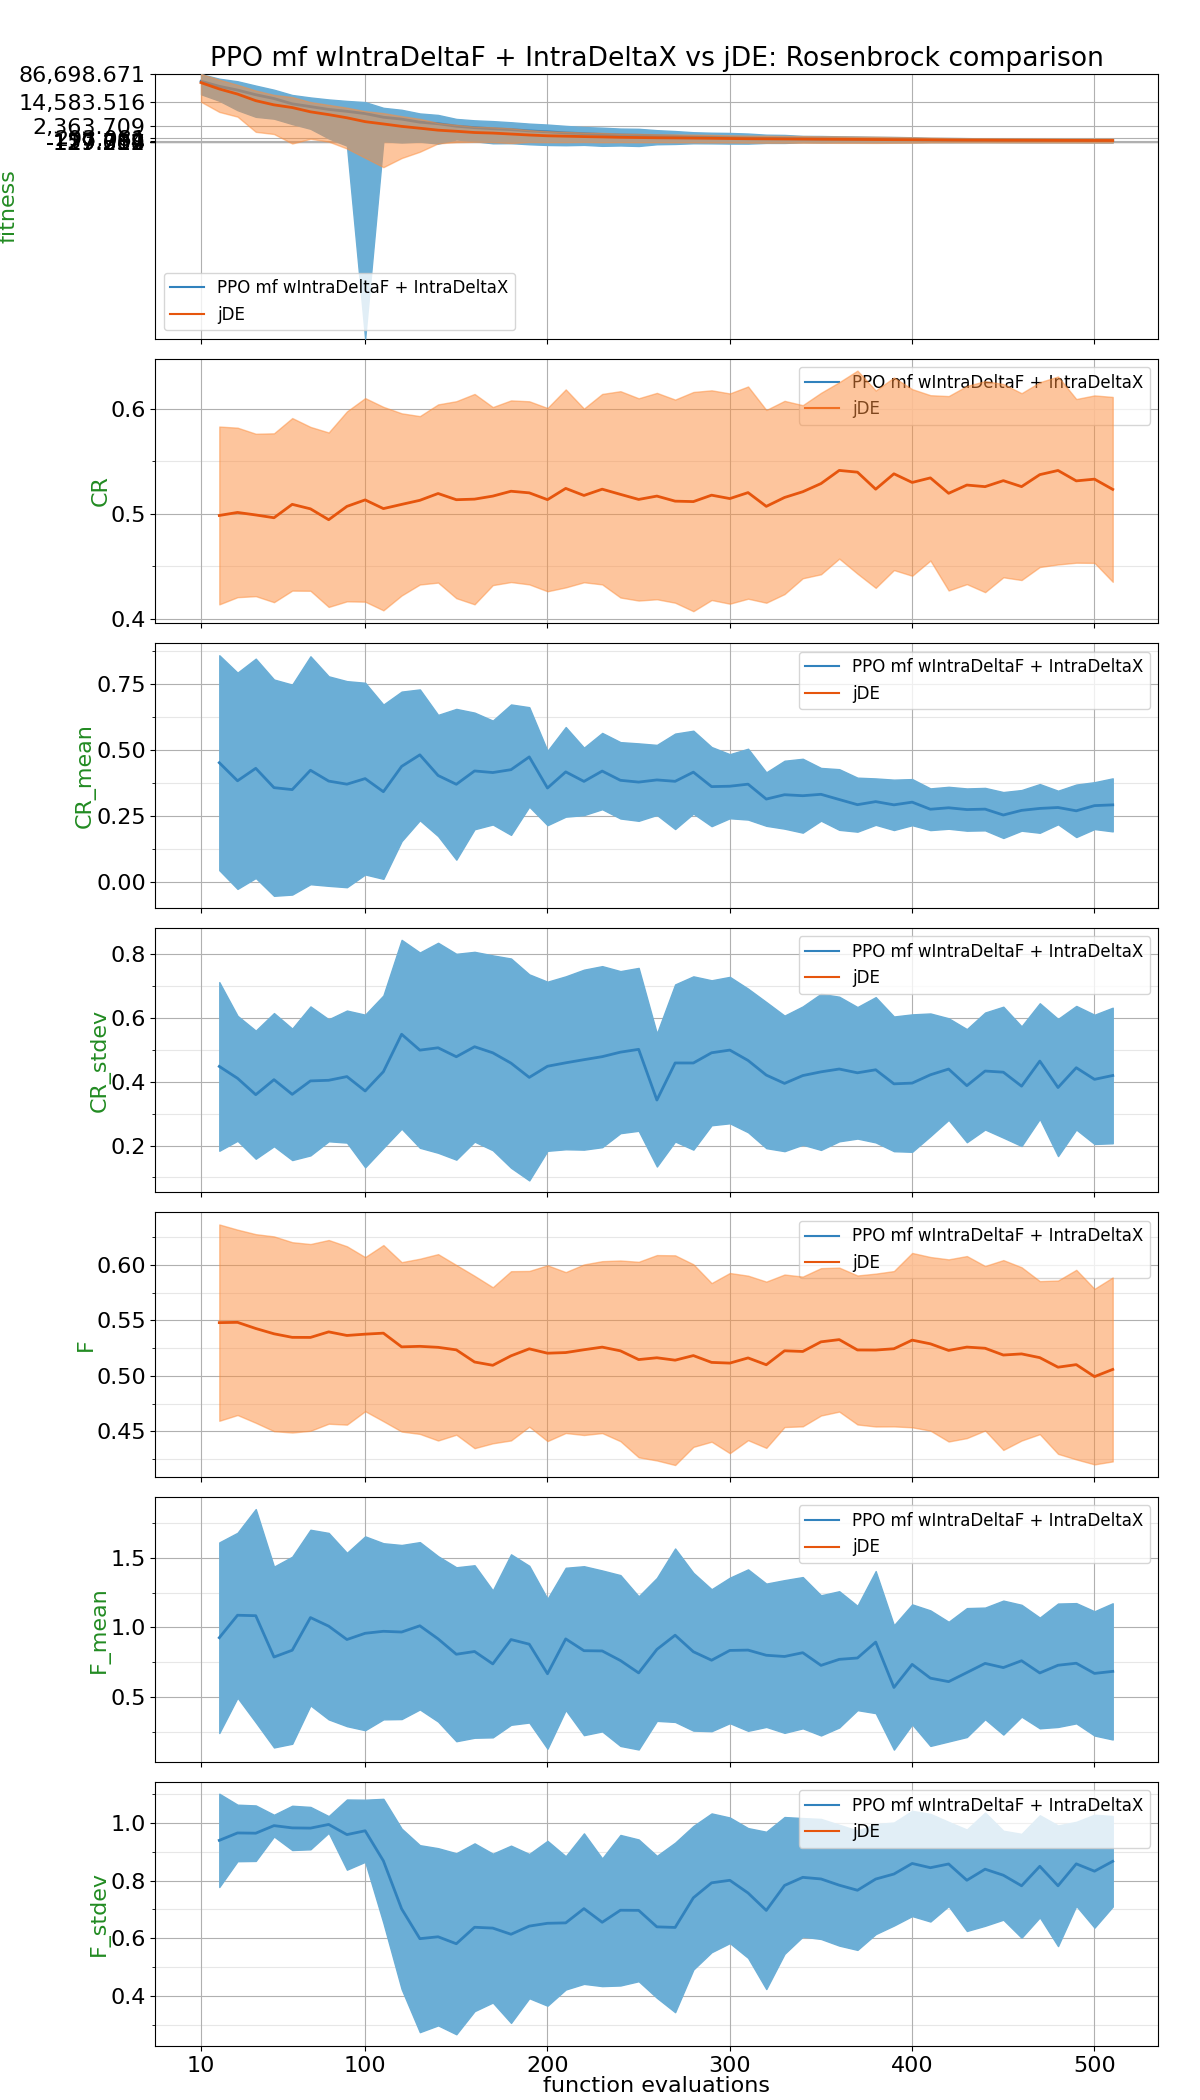 PPO mf wIntraDeltaF + IntraDeltaX vs jDE: Rosenbrock comparison
86,698.671
14,583.516
2,363.709
fitness
PPO mf wIntraDeltaF + IntraDeltaX
jDE
PPO mf wIntraDeltaF + IntraDeltaX
jDE
0.6
0.5
0.4
CR
PPO mf wIntraDeltaF + IntraDeltaX
jDE
0.75
0.50
0.25
0.00
CR_mean
PPO mf wIntraDeltaF + IntraDeltaX
jDE
0.8
0.6
0.4
0.2
CR_stdev
PPO mf wIntraDeltaF + IntraDeltaX
jDE
0.60
0.55
0.50
0.45
F
PPO mf wIntraDeltaF + IntraDeltaX
jDE
1.5
1.0
0.5
F_mean
PPO mf wIntraDeltaF + IntraDeltaX
jDE
1.0
0.8
0.6
0.4
F_stdev
10 100 200 300 400 500
function evaluations